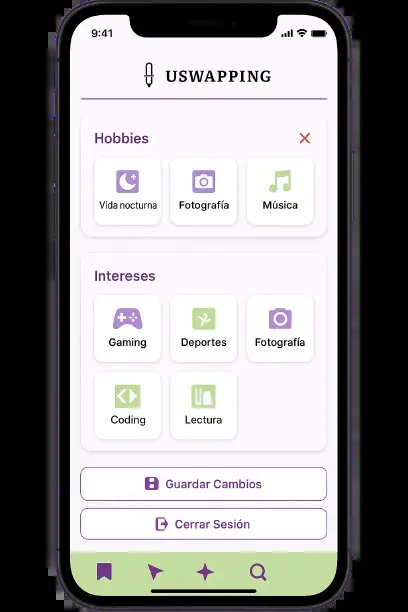 9:41
USWAPPING
Hobbies
Vida nocturna
Fotografía
Música
Intereses
Gaming
Deportes
Fotografía
Coding
Lectura
Guardar Cambios
Cerrar Sesión